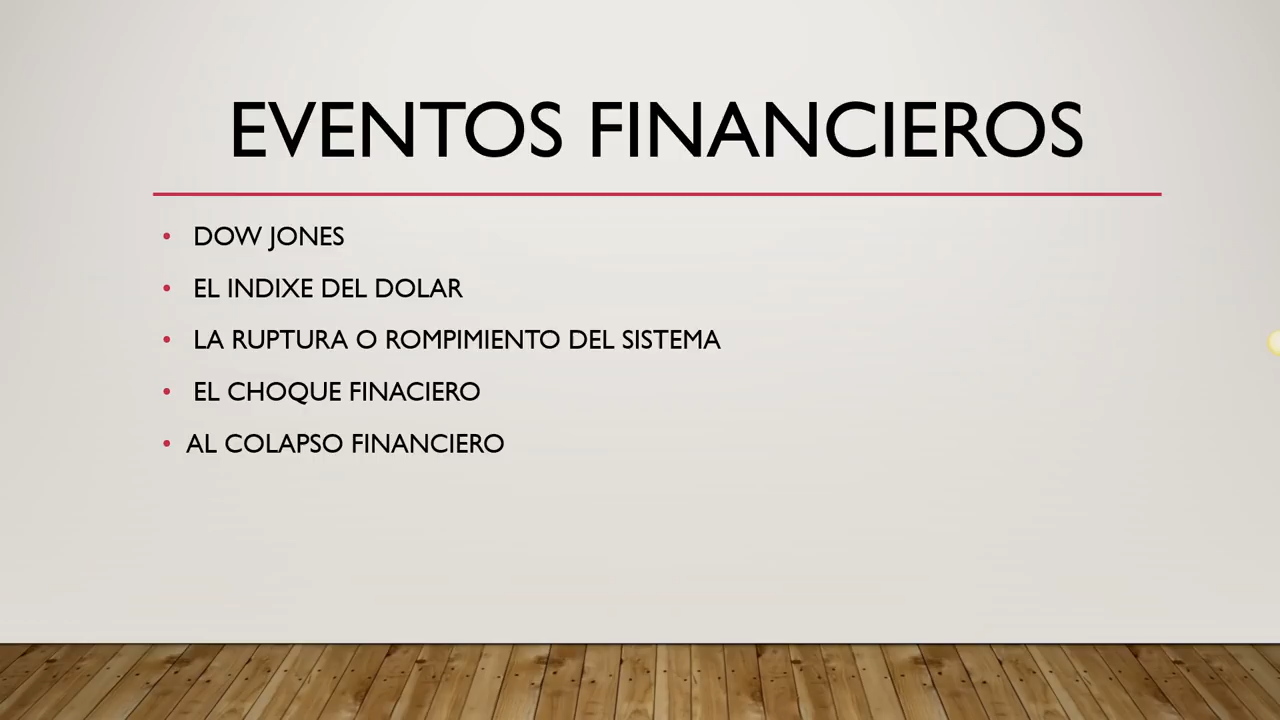 EVENTOS FINANCIEROS
• DOW JONES
• EL INDIXE DEL DOLAR
• LA RUPTURA O ROMPIMIENTO DEL SISTEMA
• EL CHOQUE FINACIERO
• AL COLAPSO FINANCIERO